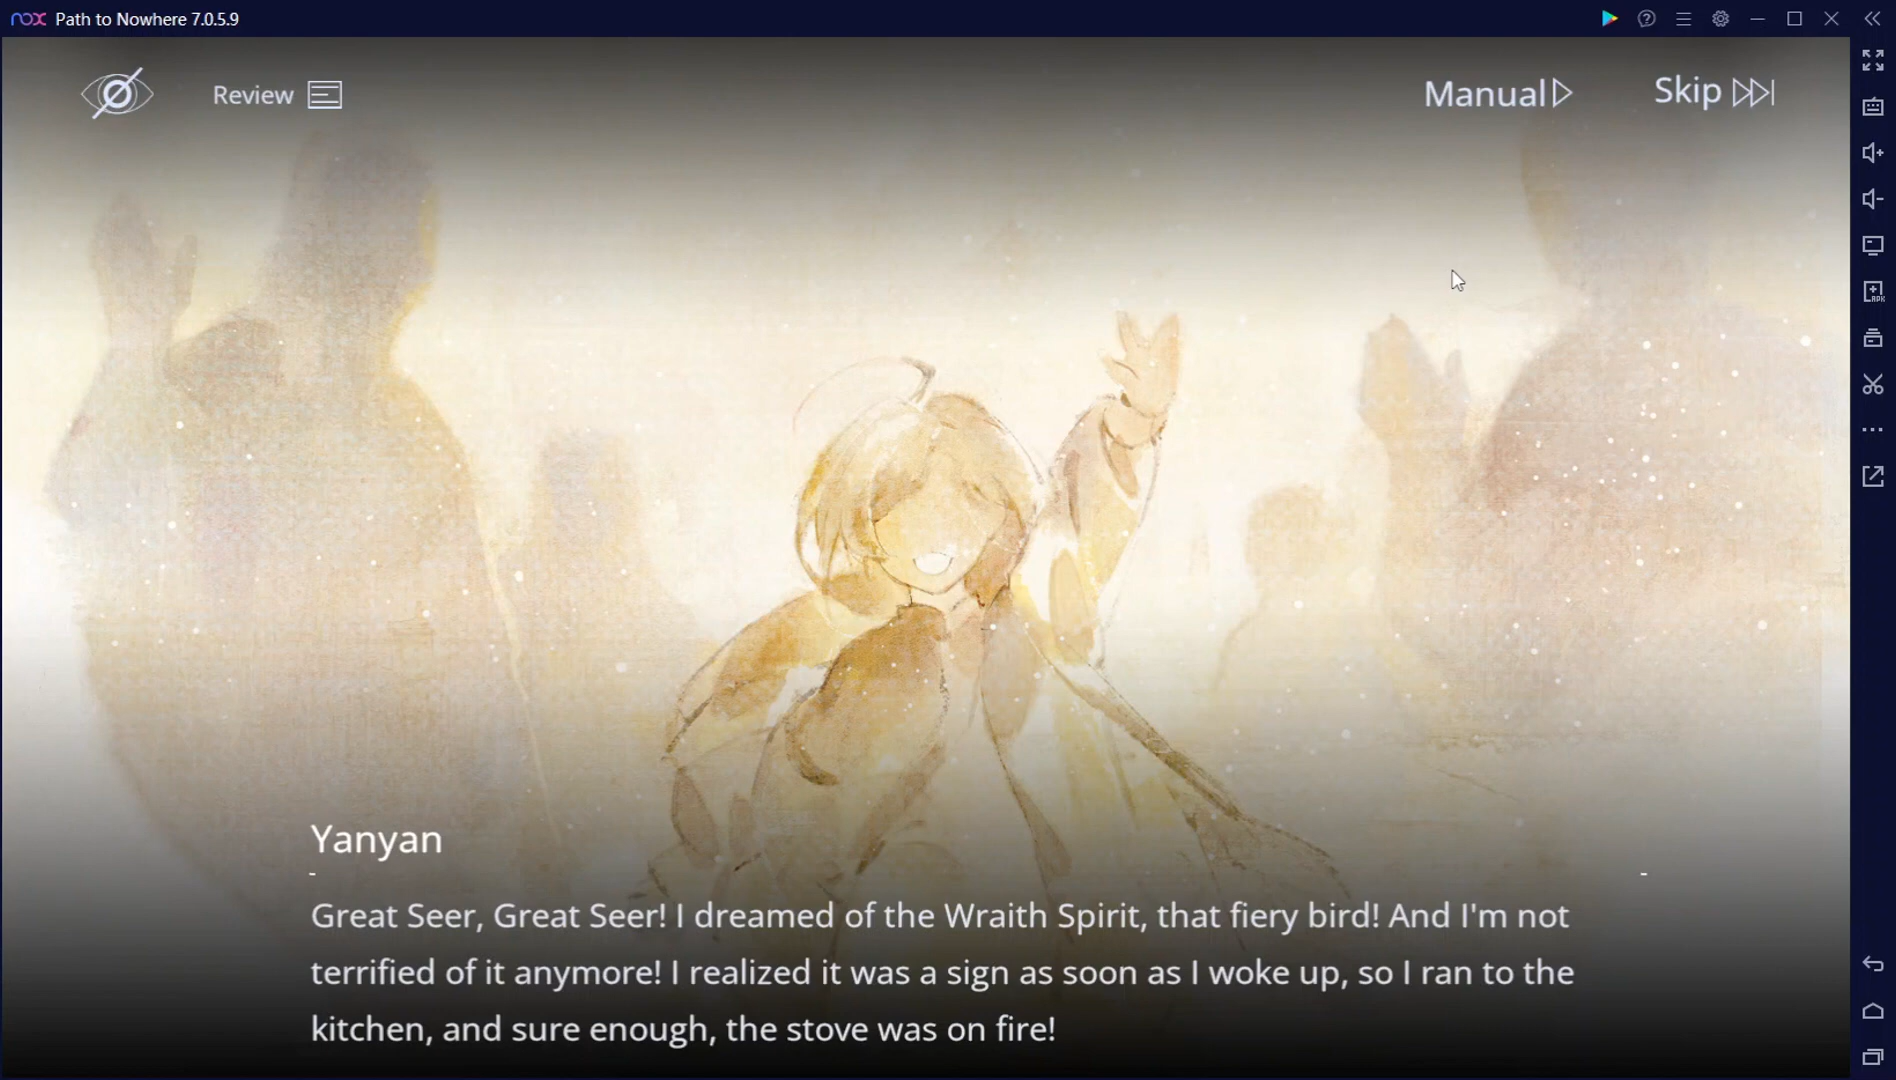 nox Path to Nowhere 7.0.5.9
Review
Manual
Skip
Yanyan
Great Seer, Great Seer! I dreamed of the Wraith Spirit, that fiery bird! And I'm not
terrified of it anymore! I realized it was a sign as soon as I woke up, so I ran to the
kitchen, and sure enough, the stove was on fire!